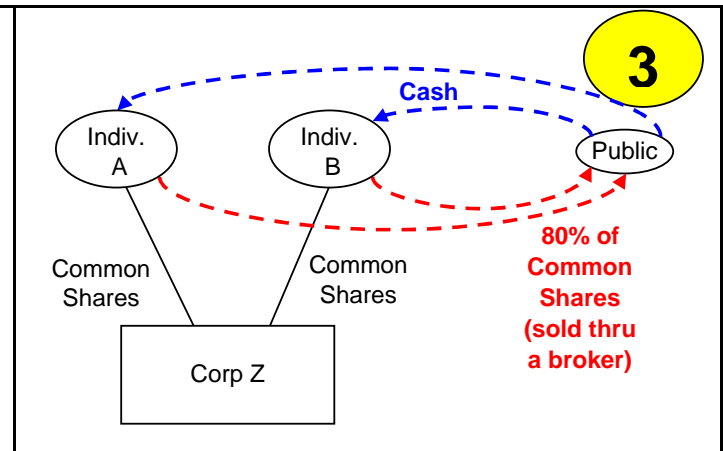 3
Cash
Indiv.
A
Indiv.
B
Public
Common
Shares
Common
Shares
80% of
Common
Shares
(sold thru
a broker)
Corp Z